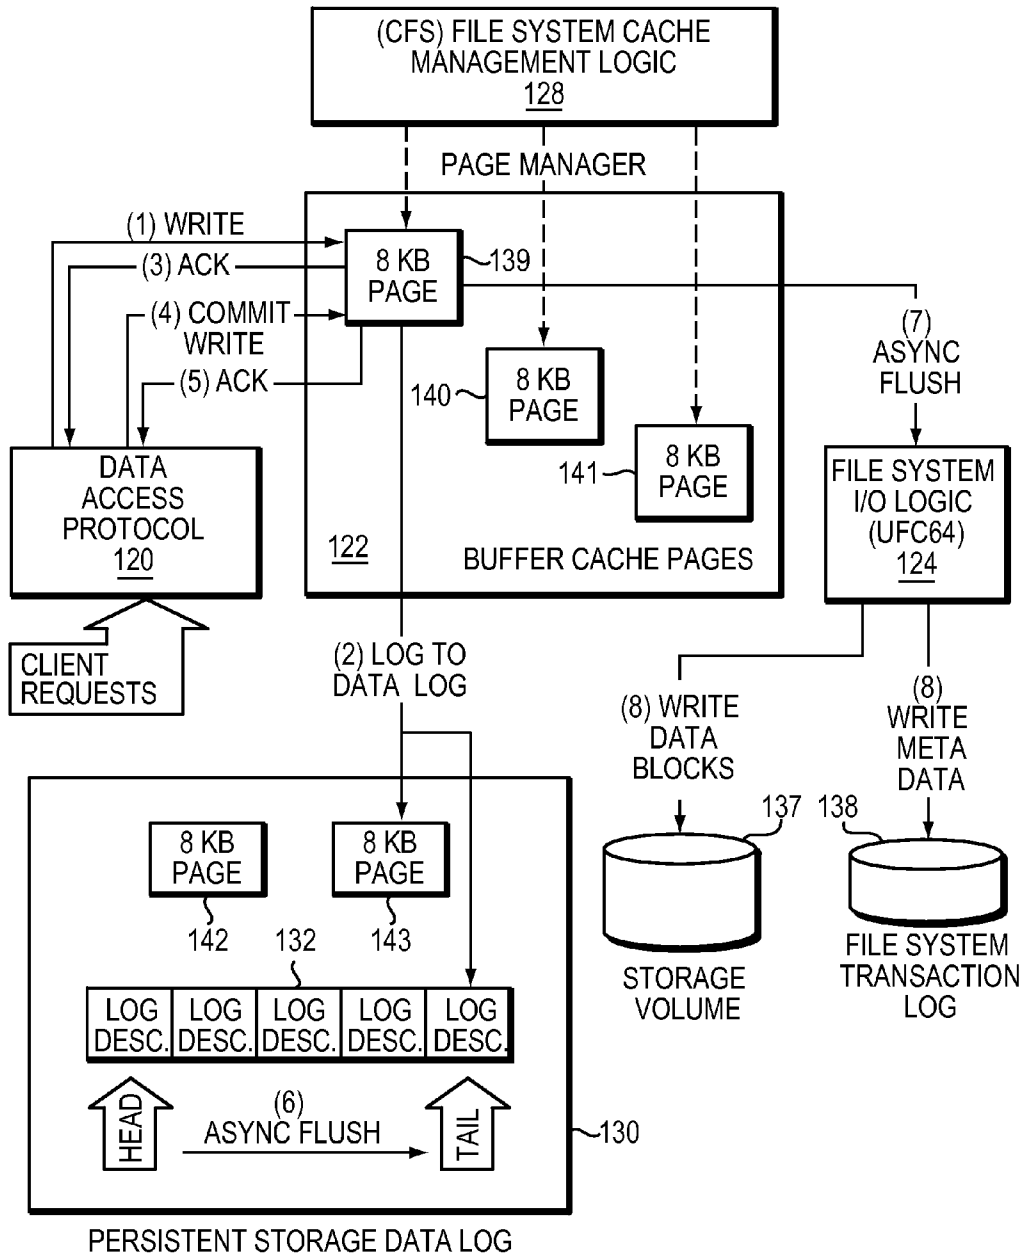 (CFS) FILE SYSTEM CACHE
MANAGEMENT LOGIC
128
PAGE MANAGER
(1) WRITE
(3) ACK
(4) COMMIT
WRITE
(5) ACK
8 KB
PAGE
139
8 KB
PAGE
140
8 KB
PAGE
141
122
BUFFER CACHE PAGES
(7)
ASYNC
FLUSH
DATA
ACCESS
PROTOCOL
120
CLIENT
REQUESTS
FILE SYSTEM
I/O LOGIC
(UFC64)
124
(2) LOG TO
DATA LOG
(8) WRITE
DATA
BLOCKS
(8)
WRITE
META
DATA
137
138
STORAGE
VOLUME
FILE SYSTEM
TRANSACTION
LOG
8 KB
PAGE
142
8 KB
PAGE
143
132
LOG
DESC.
LOG
DESC.
LOG
DESC.
LOG
DESC.
LOG
DESC.
HEAD
(6)
ASYNC FLUSH
TAIL
130
PERSISTENT STORAGE DATA LOG